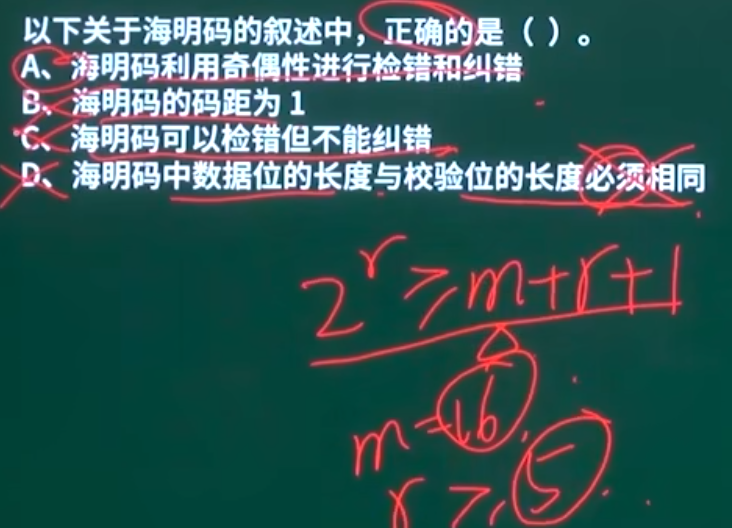 以下关于海明码的叙述中，正确的是（ ）。
A、海明码利用奇偶性进行检错和纠错
B、海明码的码距为 1
C、海明码可以检错但不能纠错
D、海明码中数据位的长度与校验位的长度必须相同
2^r ≥ m+r+1
m=16,
r ≥ 5